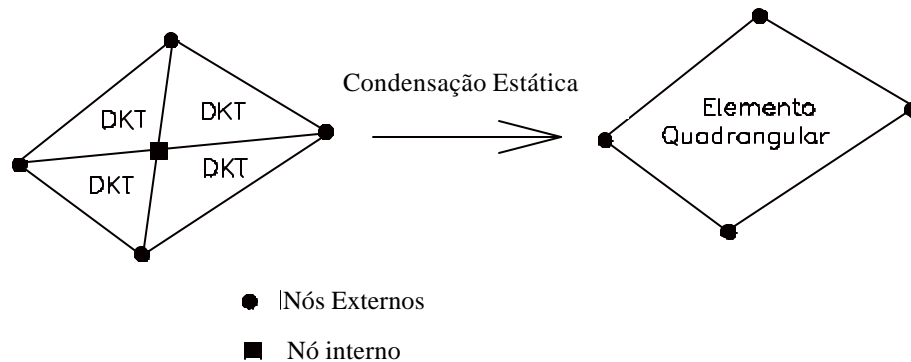 Condensação Estática
DKT
DKT
DKT
DKT
Elemento
Quadrangular
Nós Externos
Nó interno